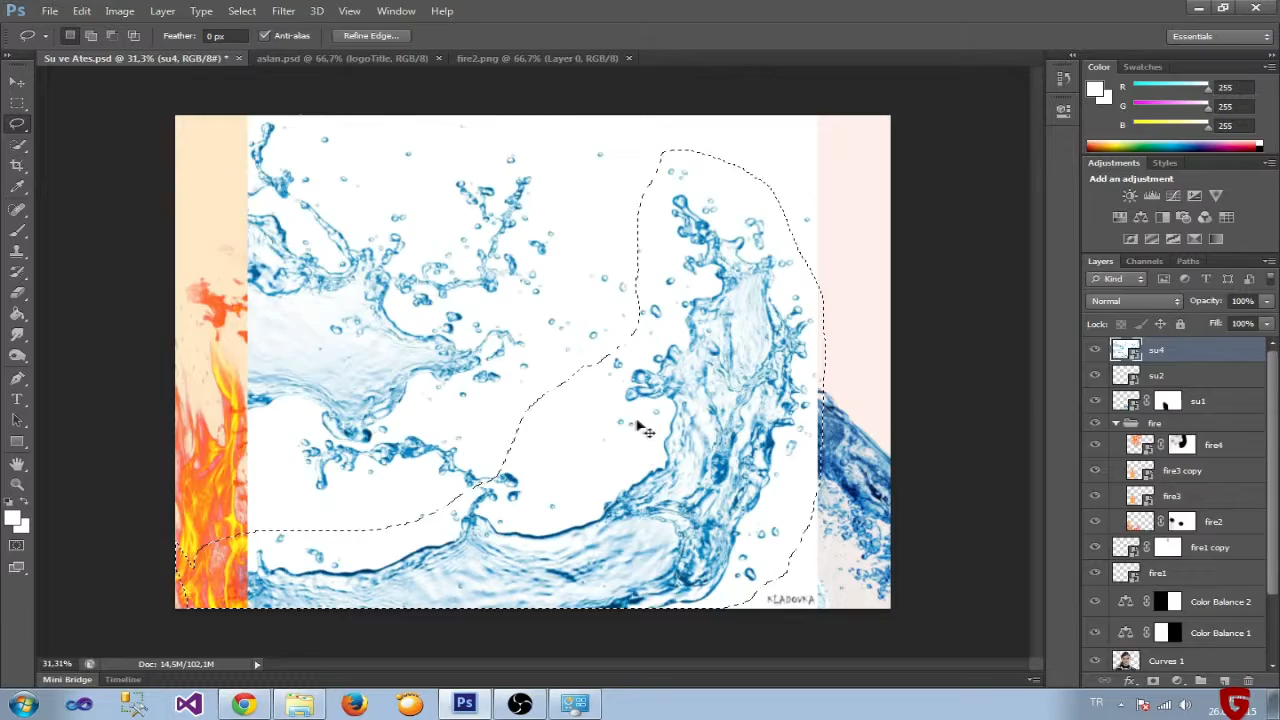 Ps File Edit Image Layer Type Select Filter 3D View Window Help
Feather: 0 px Anti-alias Refine Edge... Essentials
Su ve Ates.psd @ 31,3% (su4, RGB/8#) * × aslan.psd @ 66,7% (logoTitle, RGB/8) × fire2.png @ 66,7% (Layer 0, RGB/8) ×
Color Swatches
R 255
G 255
B 255
Adjustments Styles
Add an adjustment
Layers Channels Paths
Kind
Normal Opacity: 100%
Lock: Fill: 100%
su4
su2
su1
fire
fire4
fire3 copy
fire3
fire2
fire1 copy
fire1
Color Balance 2
Color Balance 1
Curves 1
KLADOVKA
31,31% Doc: 14,5M/102,1M
Mini Bridge Timeline
Ps TR